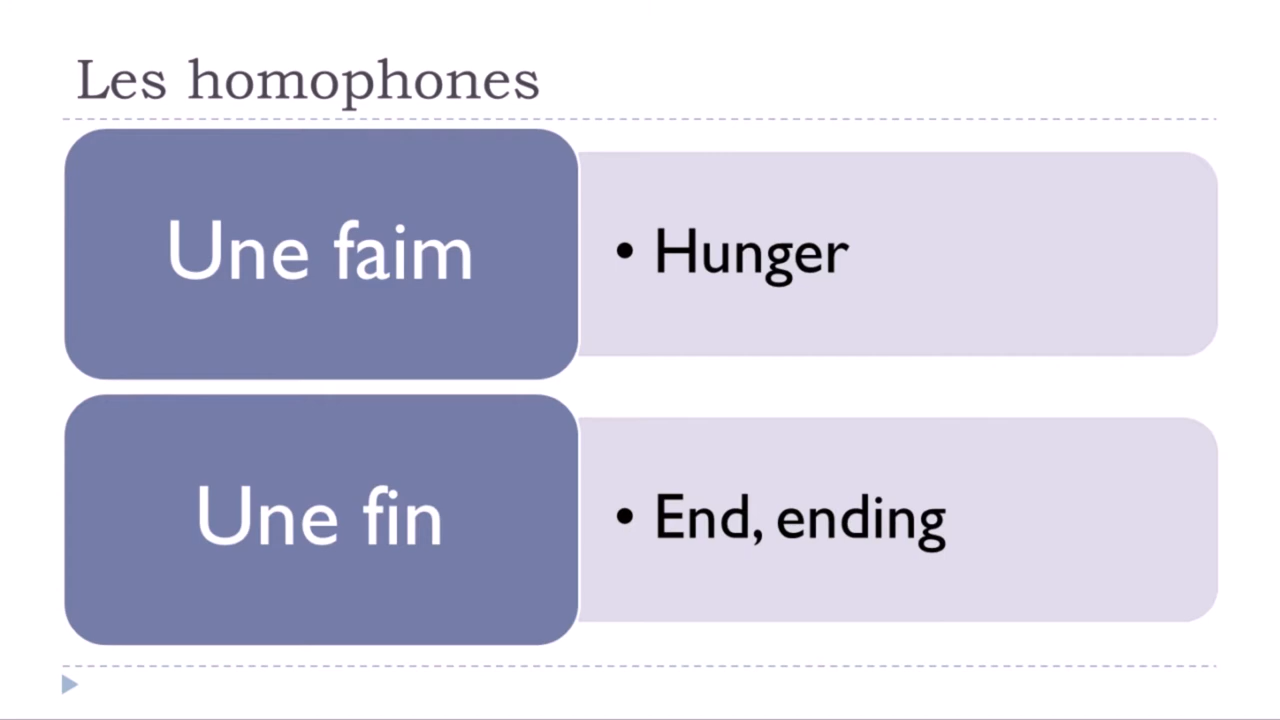 Les homophones
Une faim
• Hunger
Une fin
• End, ending